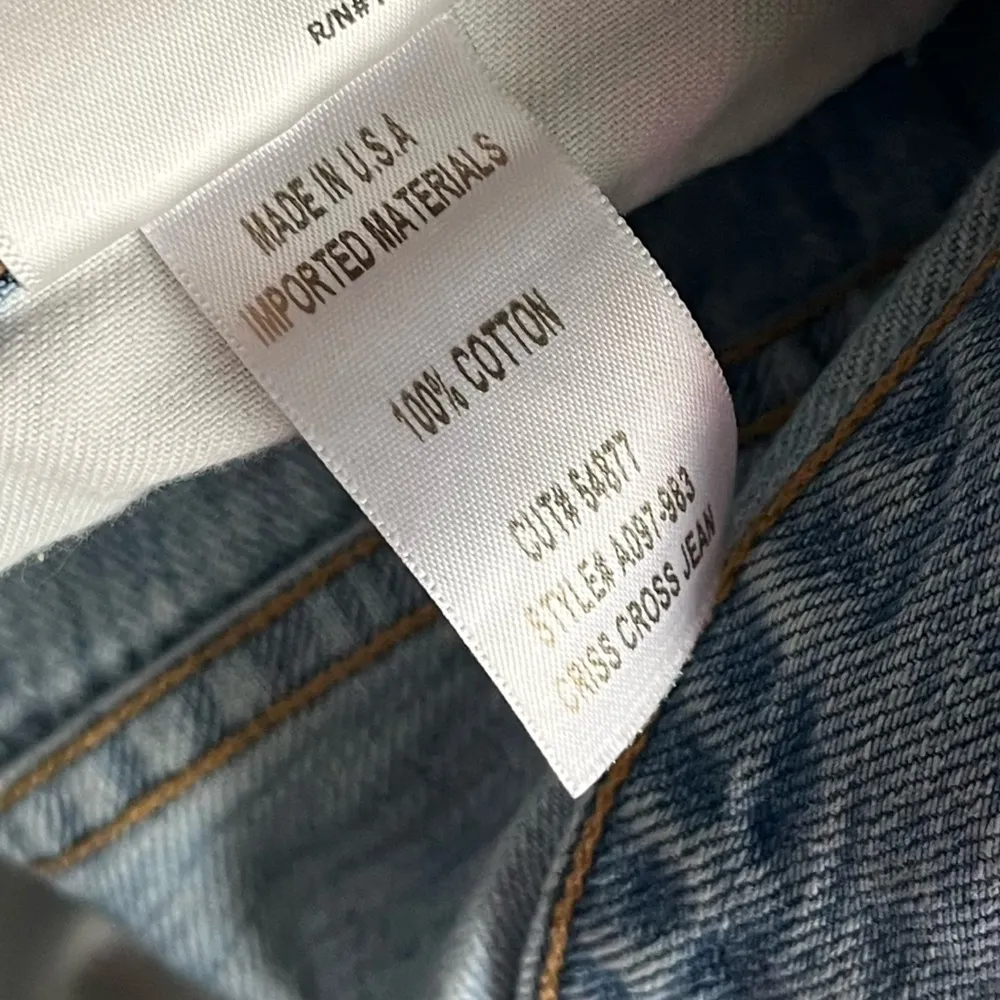 R/N#
MADE IN U.S.A
IMPORTED MATERIALS
100% COTTON
CUT# 54877
STYLE# A097-983
CRISS CROSS JEAN